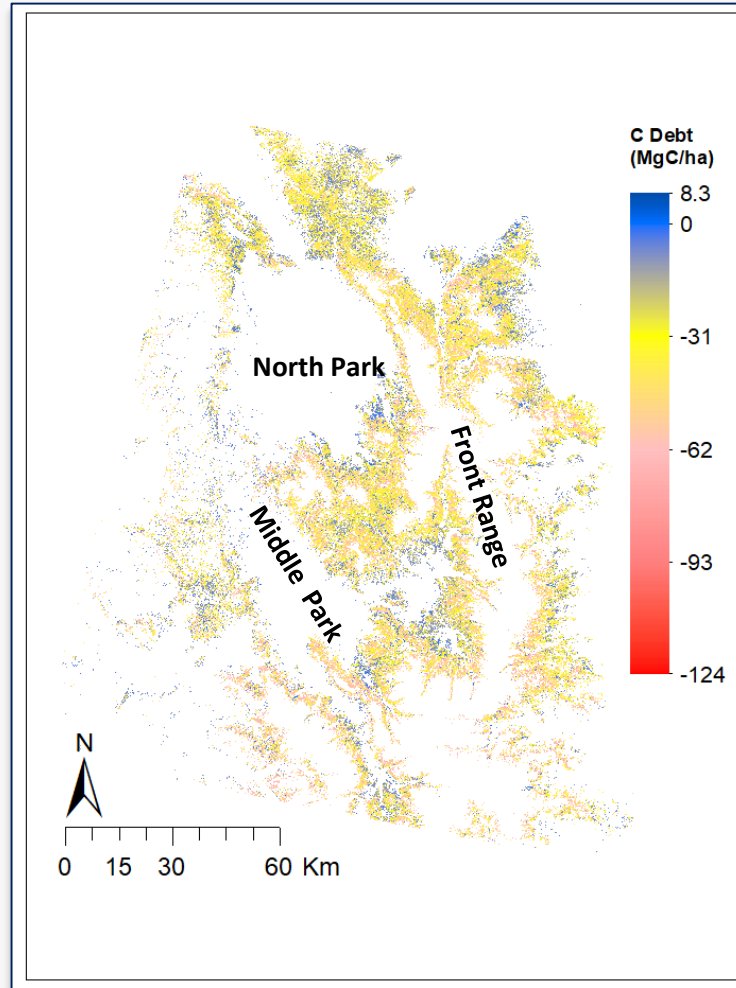 C Debt
(MgC/ha)
8.3
0
-31
-62
-93
-124
North Park
Front Range
Middle Park
N
0 15 30 60 Km